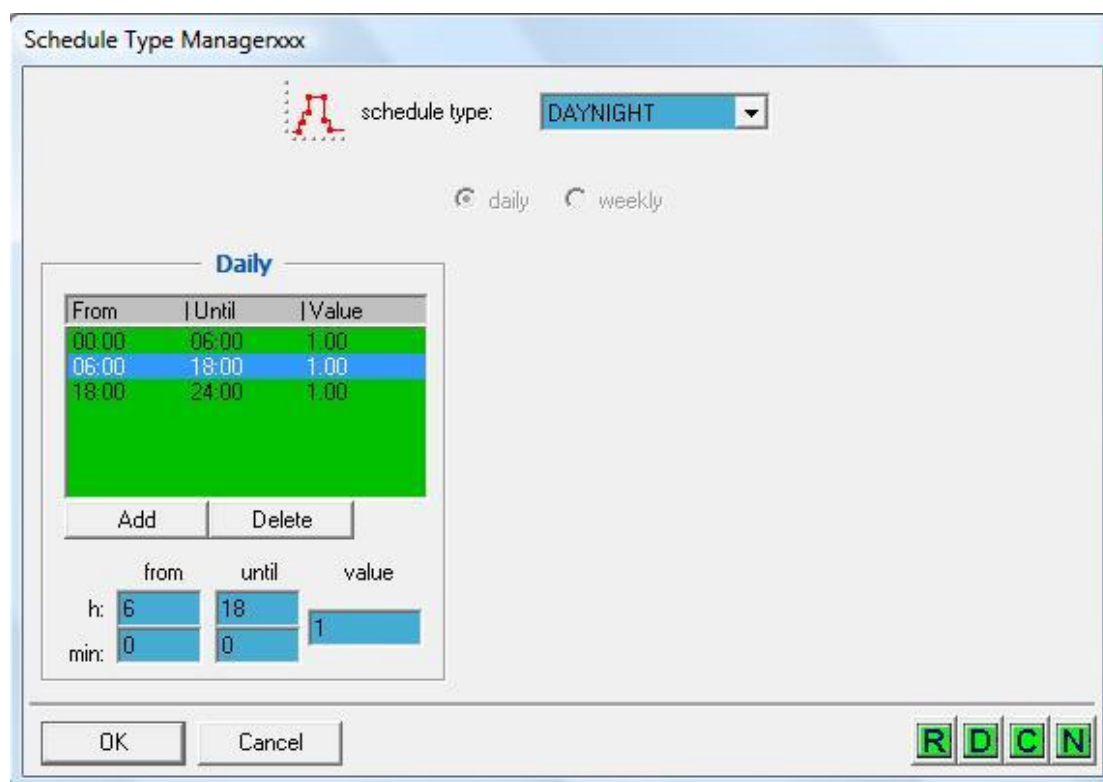 Schedule Type Managerxxx
schedule type: DAYNIGHT
daily weekly
Daily
From | Until | Value
00:00 06:00 1.00
06:00 18:00 1.00
18:00 24:00 1.00
Add Delete
from until value
h: 6 18
1
min: 0 0
OK Cancel R D C N